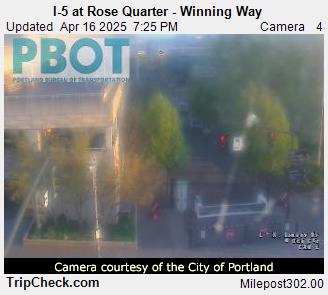 I-5 at Rose Quarter - Winning Way
Updated Apr 16 2025 7:25 PM Camera 4
PBOT
PORTLAND BUREAU OF TRANSPORTATION
Camera courtesy of the City of Portland
TripCheck.com Milepost302.00